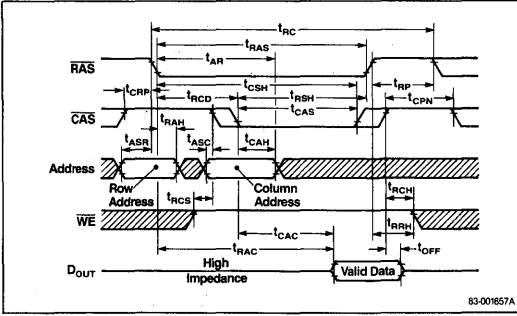 tRC
tRAS
tAR
RAS
tCRP
tCSH
tRP
tRCD
tRSH
tCPN
CAS
tRAH
tCAS
tASR
tASC
tCAH
Address
Row
Address
Column
Address
tRCS
tRCH
WE
tCAC
tRRH
tRAC
tOFF
DOUT
High
Impedance
Valid Data
83-001657A